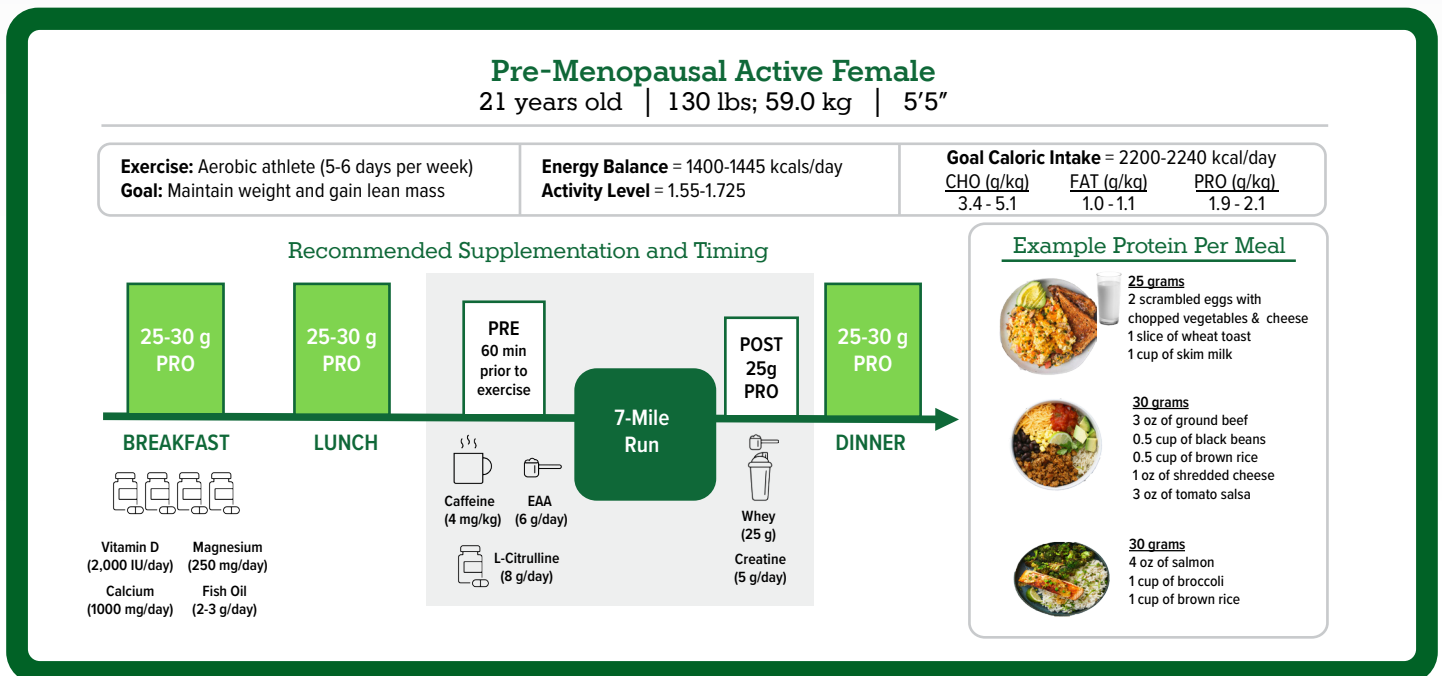 Pre-Menopausal Active Female
21 years old | 130 lbs; 59.0 kg | 5′5″
Exercise: Aerobic athlete (5-6 days per week)
Goal: Maintain weight and gain lean mass
Energy Balance = 1400-1445 kcals/day
Activity Level = 1.55-1.725
Goal Caloric Intake = 2200-2240 kcal/day
CHO (g/kg) FAT (g/kg) PRO (g/kg)
3.4 - 5.1 1.0 - 1.1 1.9 - 2.1
Recommended Supplementation and Timing
25-30 g
PRO
BREAKFAST
Vitamin D
(2,000 IU/day)
Magnesium
(250 mg/day)
Calcium
(1000 mg/day)
Fish Oil
(2-3 g/day)
25-30 g
PRO
LUNCH
PRE
60 min
prior to
exercise
Caffeine
(4 mg/kg)
EAA
(6 g/day)
L-Citrulline
(8 g/day)
7-Mile
Run
POST
25g
PRO
Whey
(25 g)
Creatine
(5 g/day)
25-30 g
PRO
DINNER
Example Protein Per Meal
25 grams
2 scrambled eggs with
chopped vegetables & cheese
1 slice of wheat toast
1 cup of skim milk
30 grams
3 oz of ground beef
0.5 cup of black beans
0.5 cup of brown rice
1 oz of shredded cheese
3 oz of tomato salsa
30 grams
4 oz of salmon
1 cup of broccoli
1 cup of brown rice